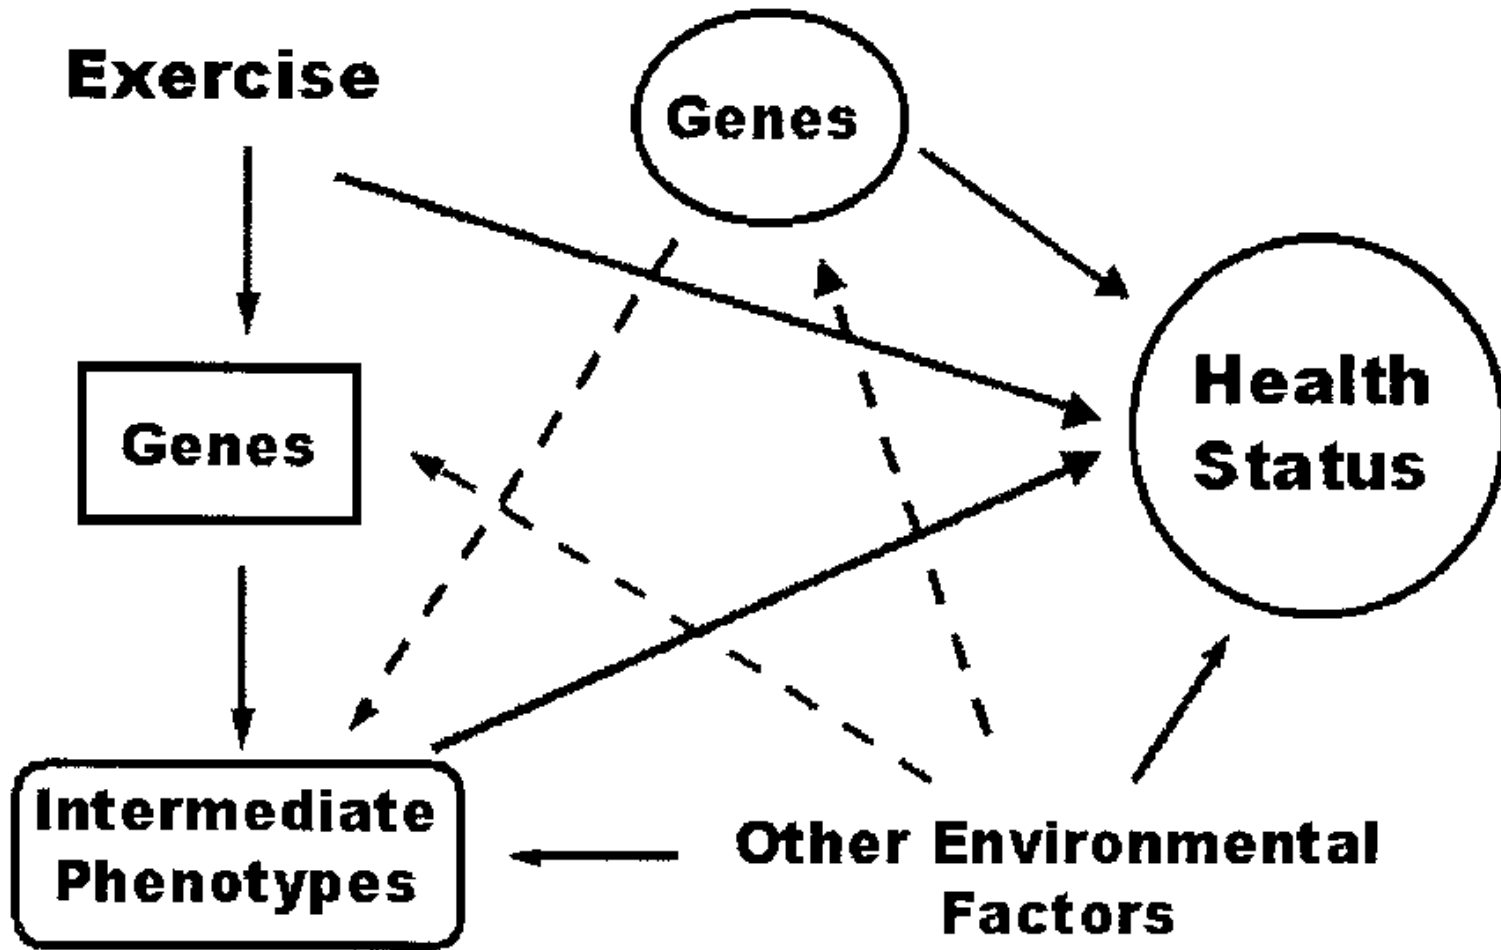 Exercise
Genes
Health
Status
Genes
Intermediate
Phenotypes
Other Environmental
Factors